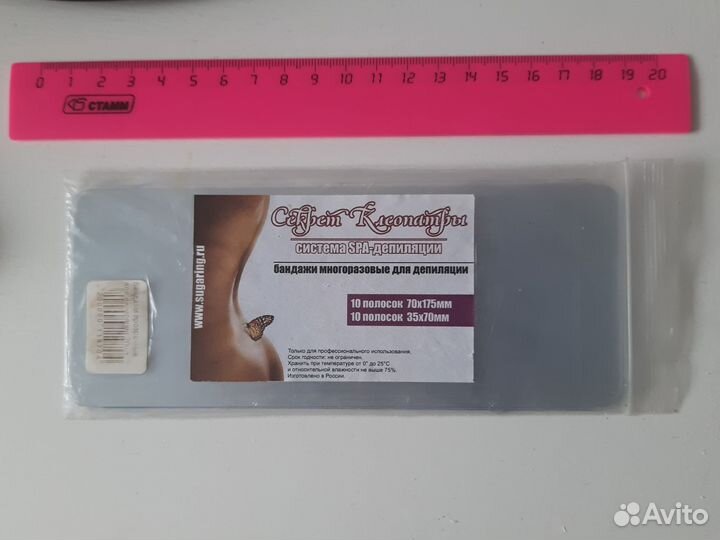 0 1 2 3 4 5 6 7 8 9 10 11 12 13 14 15 16 17 18 19 20
СТАММ
Секрет Клеопатры
система SPA-депиляции
бандажи многоразовые для депиляции
10 полосок 70х175мм
10 полосок 35х70мм
www.sugaring.ru
Только для профессионального использования.
Срок годности: не ограничен.
Хранить при температуре от 0° до 25°C
и относительной влажности не выше 75%.
Изготовлено в России.
Avito